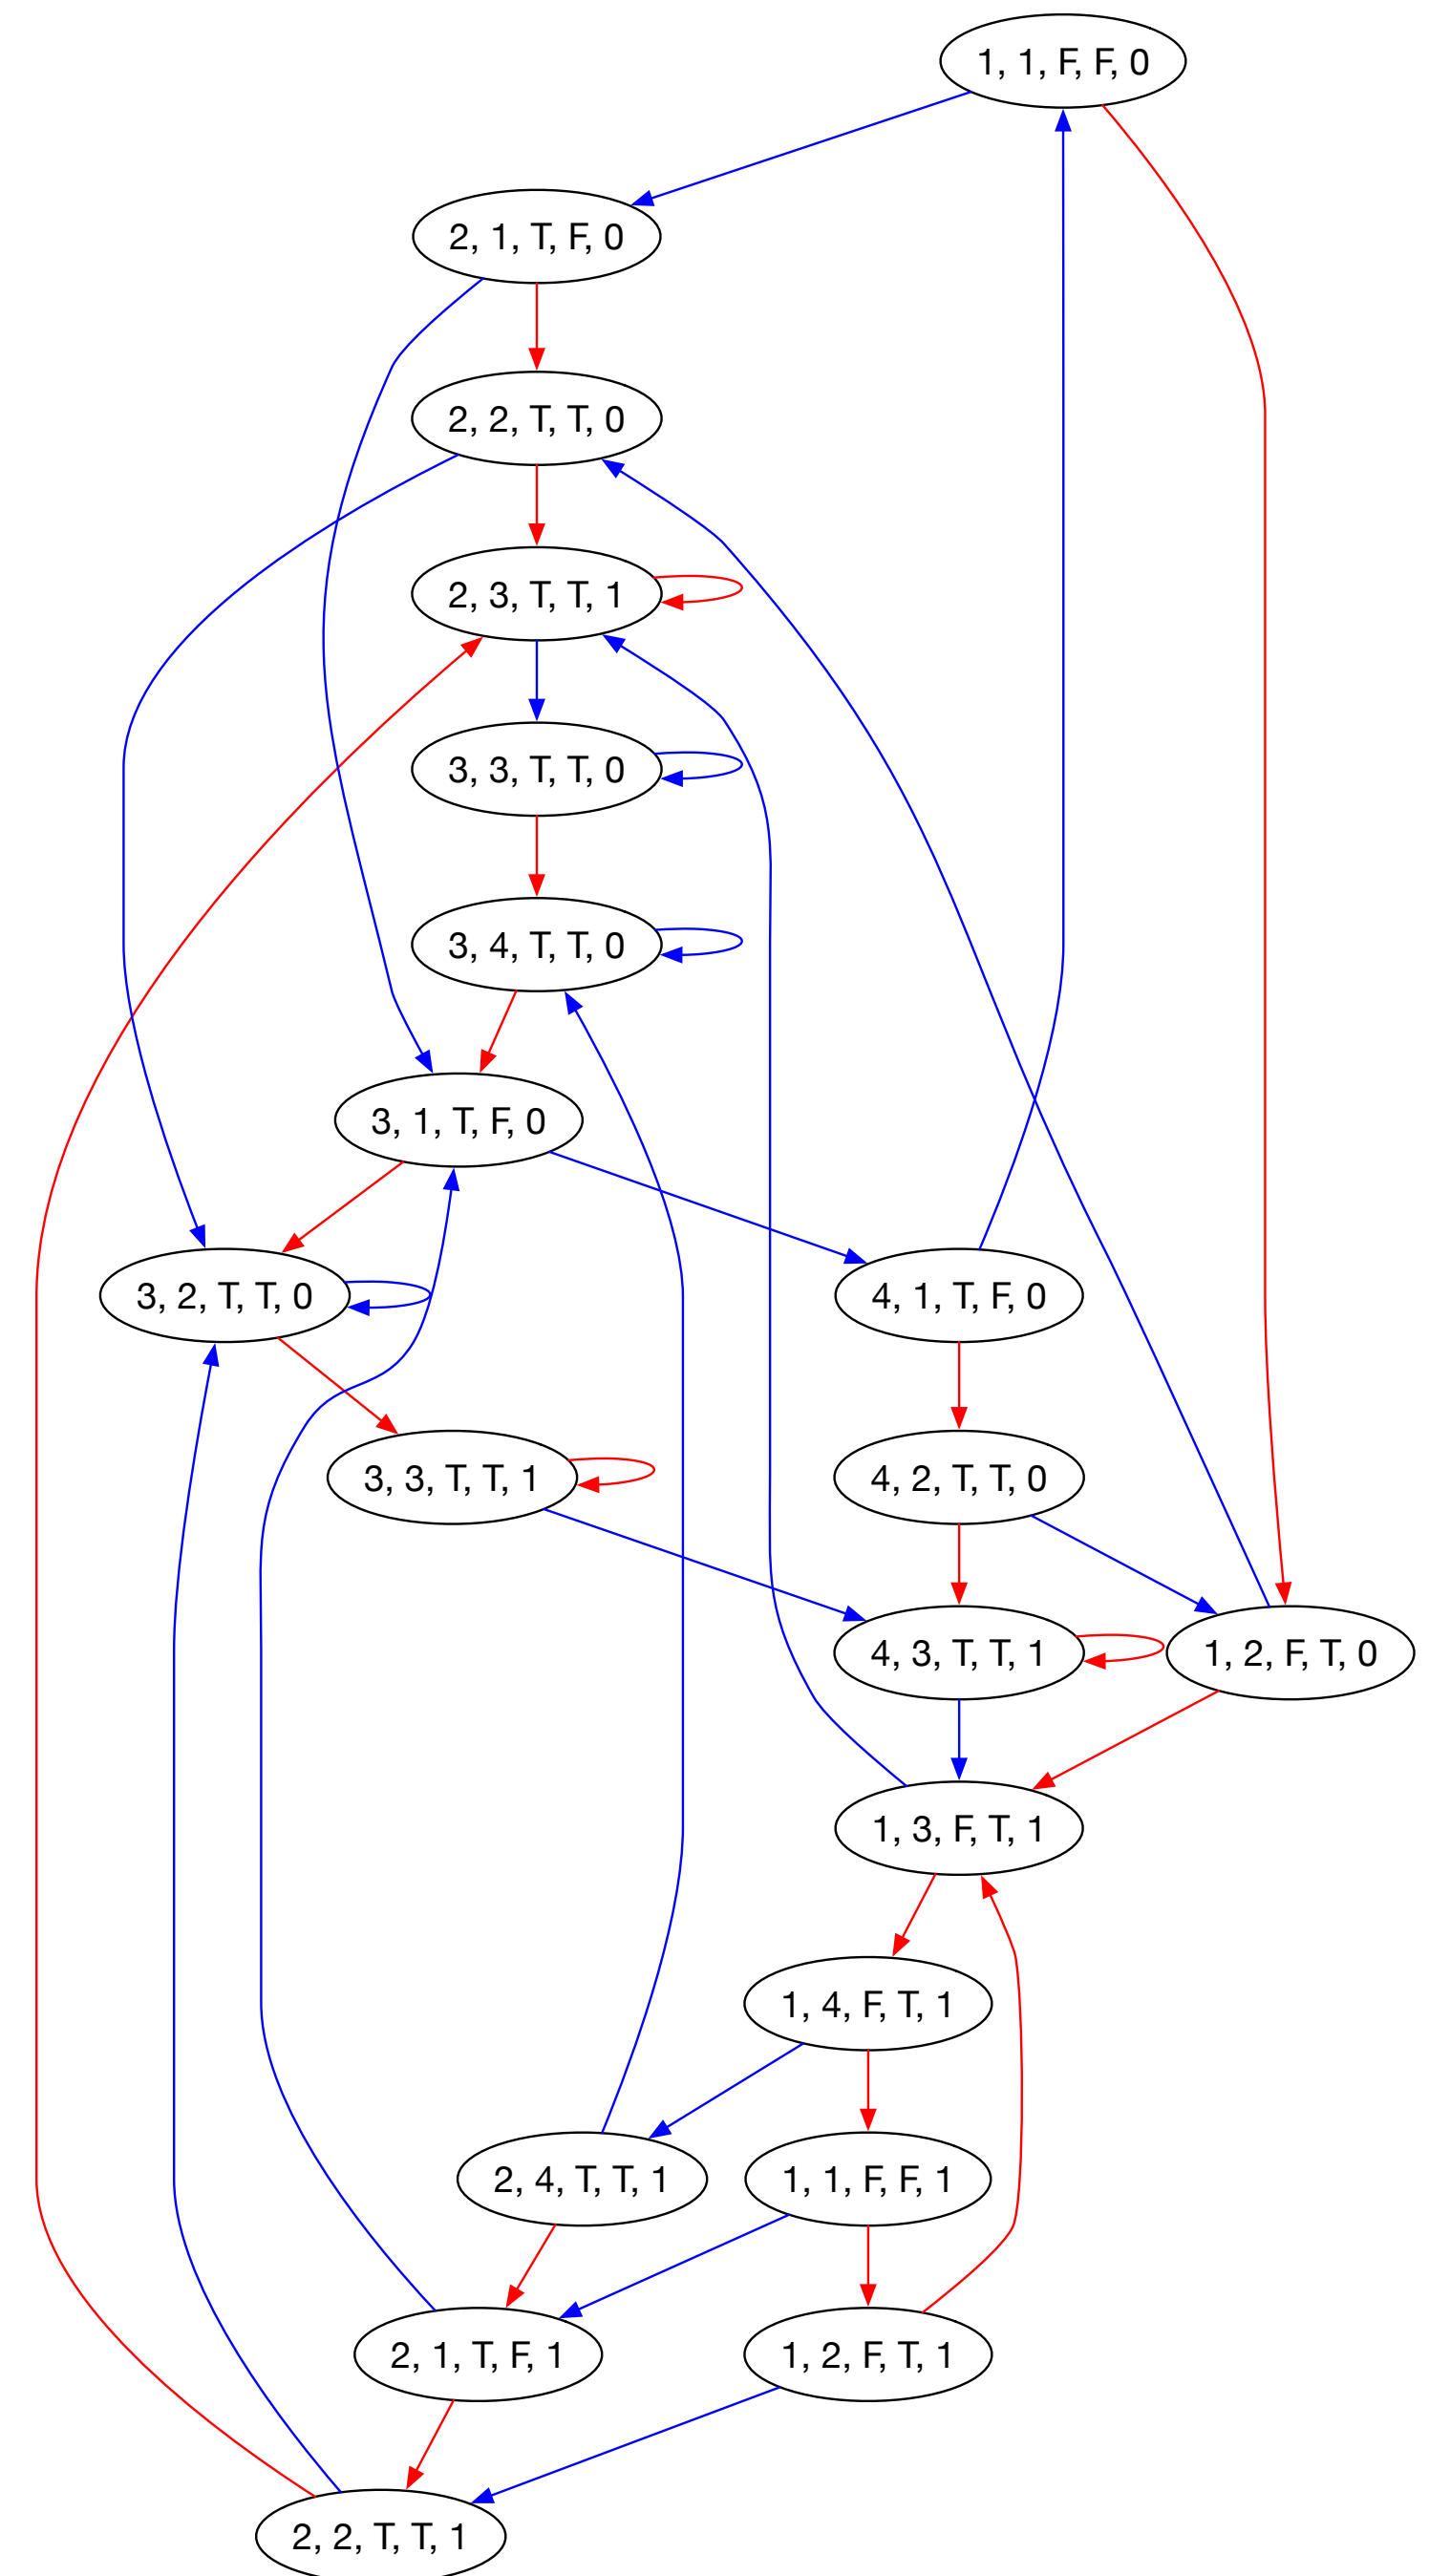 1, 1, F, F, 0
2, 1, T, F, 0
2, 2, T, T, 0
2, 3, T, T, 1
3, 3, T, T, 0
3, 4, T, T, 0
3, 1, T, F, 0
3, 2, T, T, 0
4, 1, T, F, 0
3, 3, T, T, 1
4, 2, T, T, 0
4, 3, T, T, 1
1, 2, F, T, 0
1, 3, F, T, 1
1, 4, F, T, 1
2, 4, T, T, 1
1, 1, F, F, 1
2, 1, T, F, 1
1, 2, F, T, 1
2, 2, T, T, 1